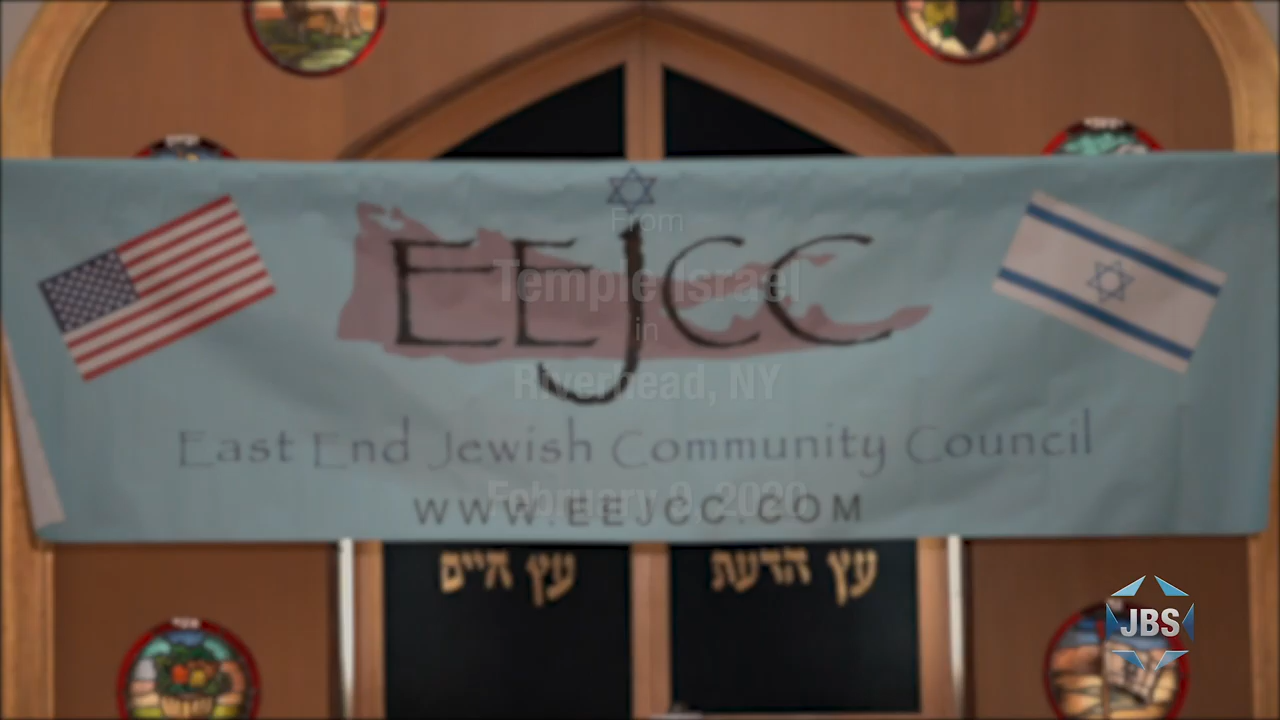 From
EEJCC
Temple Israel
in
Riverhead, NY
East End Jewish Community Council
February 9, 2020
WWW.EEJCC.COM
עץ חיים
עץ הדעת
JBS